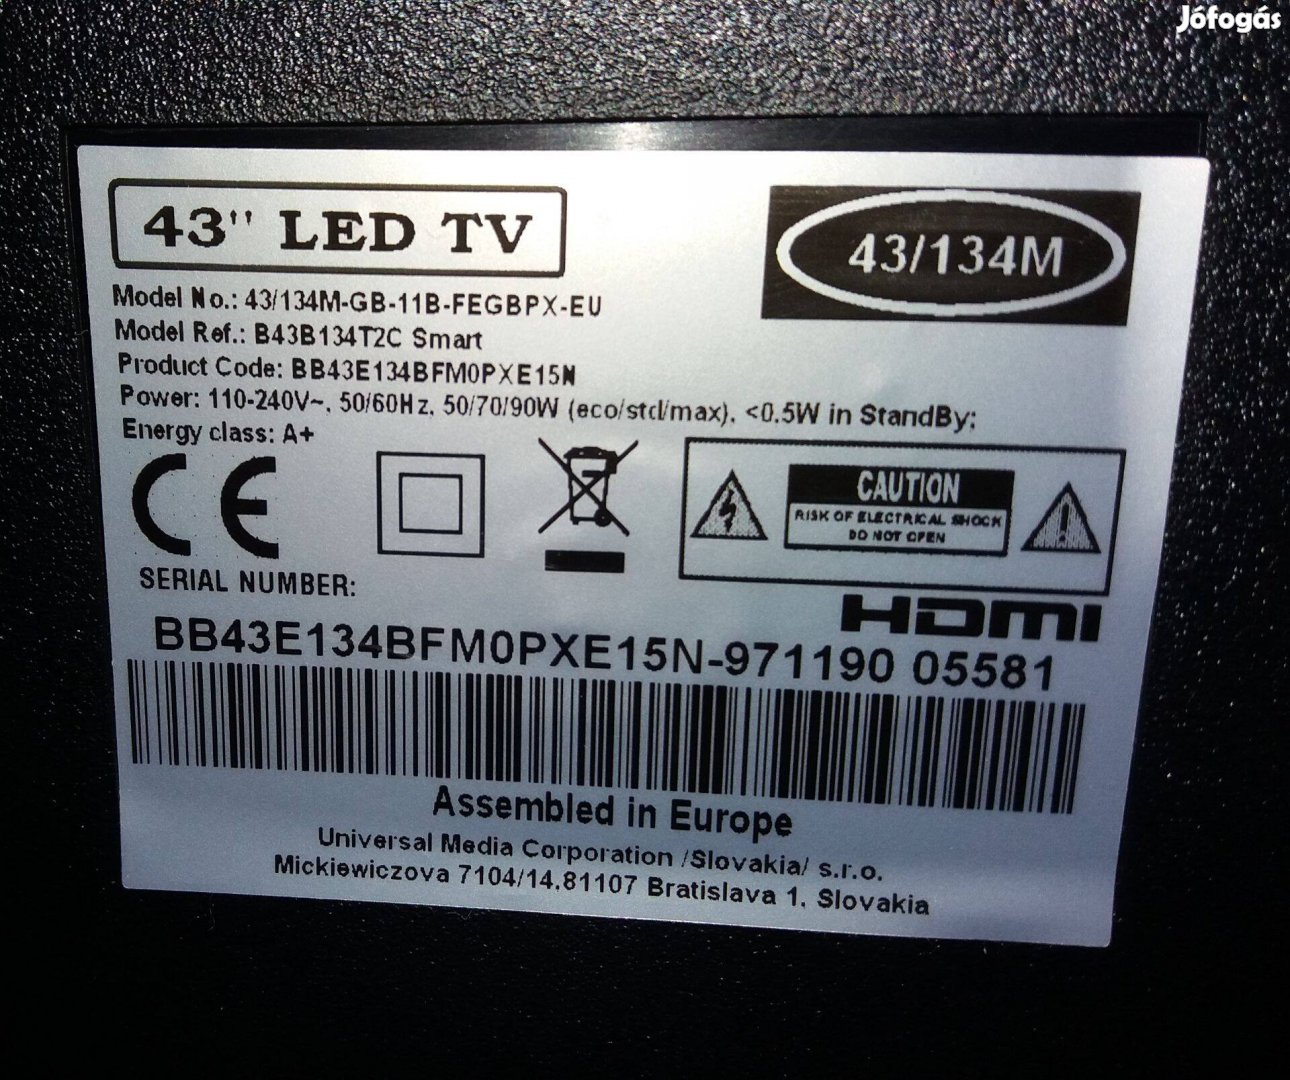 Jófogás
43" LED TV
43/134M
Model No.: 43/134M-GB-11B-FEGBPX-EU
Model Ref.: B43B134T2C Smart
Product Code: BB43E134BFM0PXE15N
Power: 110-240V~, 50/60Hz, 50/70/90W (eco/std/max), <0.5W in StandBy;
Energy class: A+
CE
CAUTION
RISK OF ELECTRICAL SHOCK
DO NOT OPEN
SERIAL NUMBER:
HDMI
BB43E134BFM0PXE15N-971190 05581
Assembled in Europe
Universal Media Corporation /Slovakia/ s.r.o.
Mickiewiczova 7104/14,81107 Bratislava 1, Slovakia